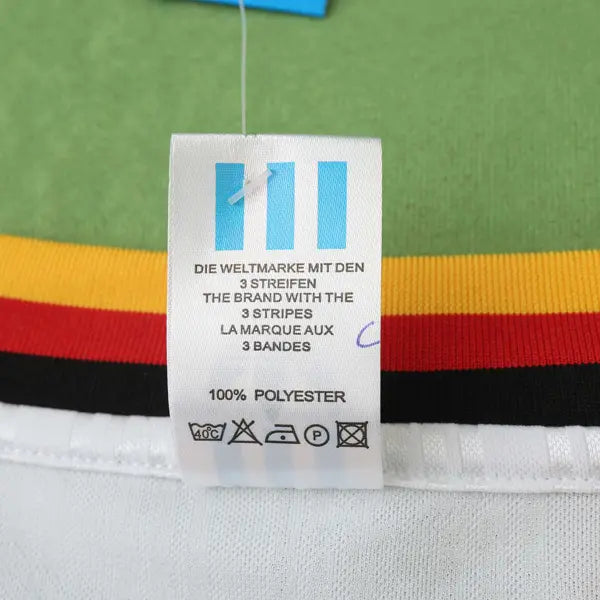 DIE WELTMARKE MIT DEN
3 STREIFEN
THE BRAND WITH THE
3 STRIPES
LA MARQUE AUX
3 BANDES
100% POLYESTER
40°C P